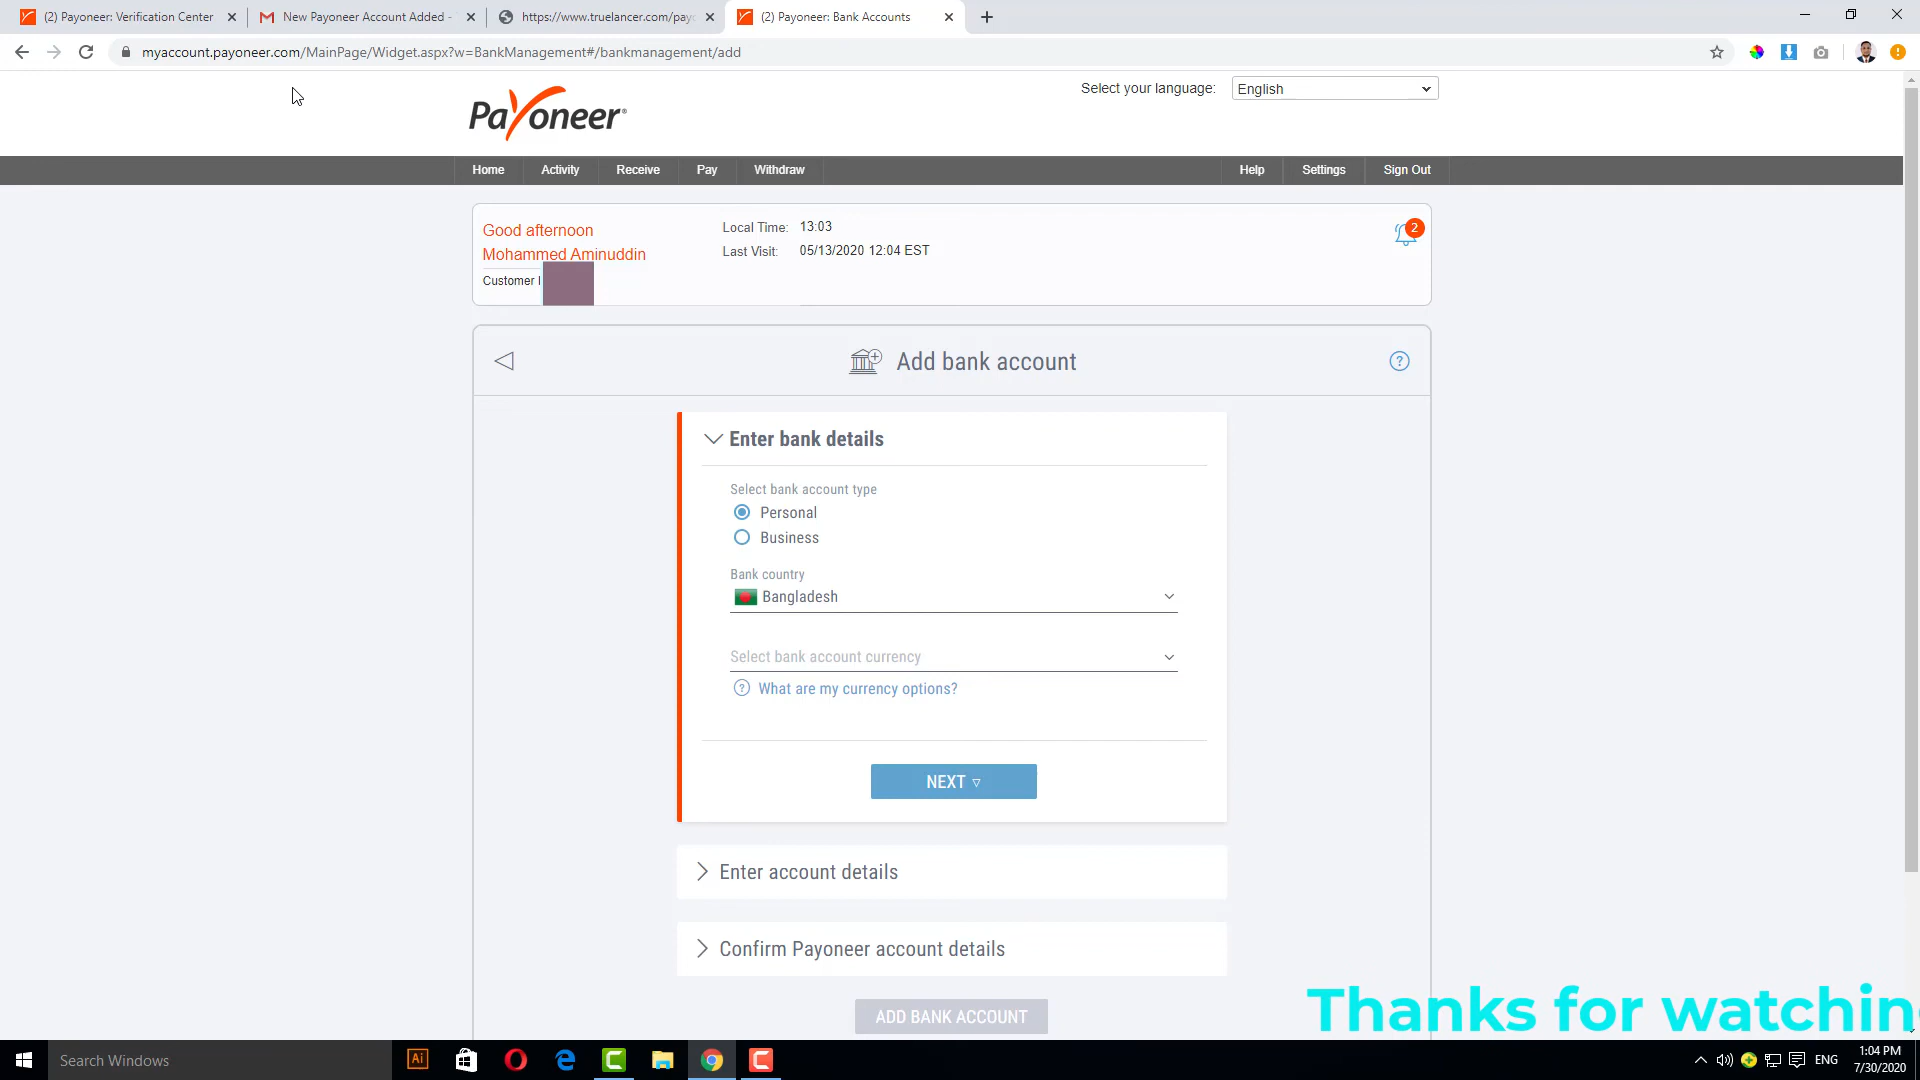 (2) Payoneer: Verification Center
New Payoneer Account Added -
https://www.truelancer.com/payo
(2) Payoneer: Bank Accounts
myaccount.payoneer.com/MainPage/Widget.aspx?w=BankManagement#/bankmanagement/add
Payoneer
Select your language: English
Home Activity Receive Pay Withdraw Help Settings Sign Out
Good afternoon
Local Time: 13:03
2
Mohammed Aminuddin
Last Visit: 05/13/2020 12:04 EST
Customer I
Add bank account
?
Enter bank details
Select bank account type
Personal
Business
Bank country
Bangladesh
Select bank account currency
? What are my currency options?
NEXT
Enter account details
Confirm Payoneer account details
ADD BANK ACCOUNT
Thanks for watchin
Search Windows
Ai
ENG
1:04 PM
7/30/2020